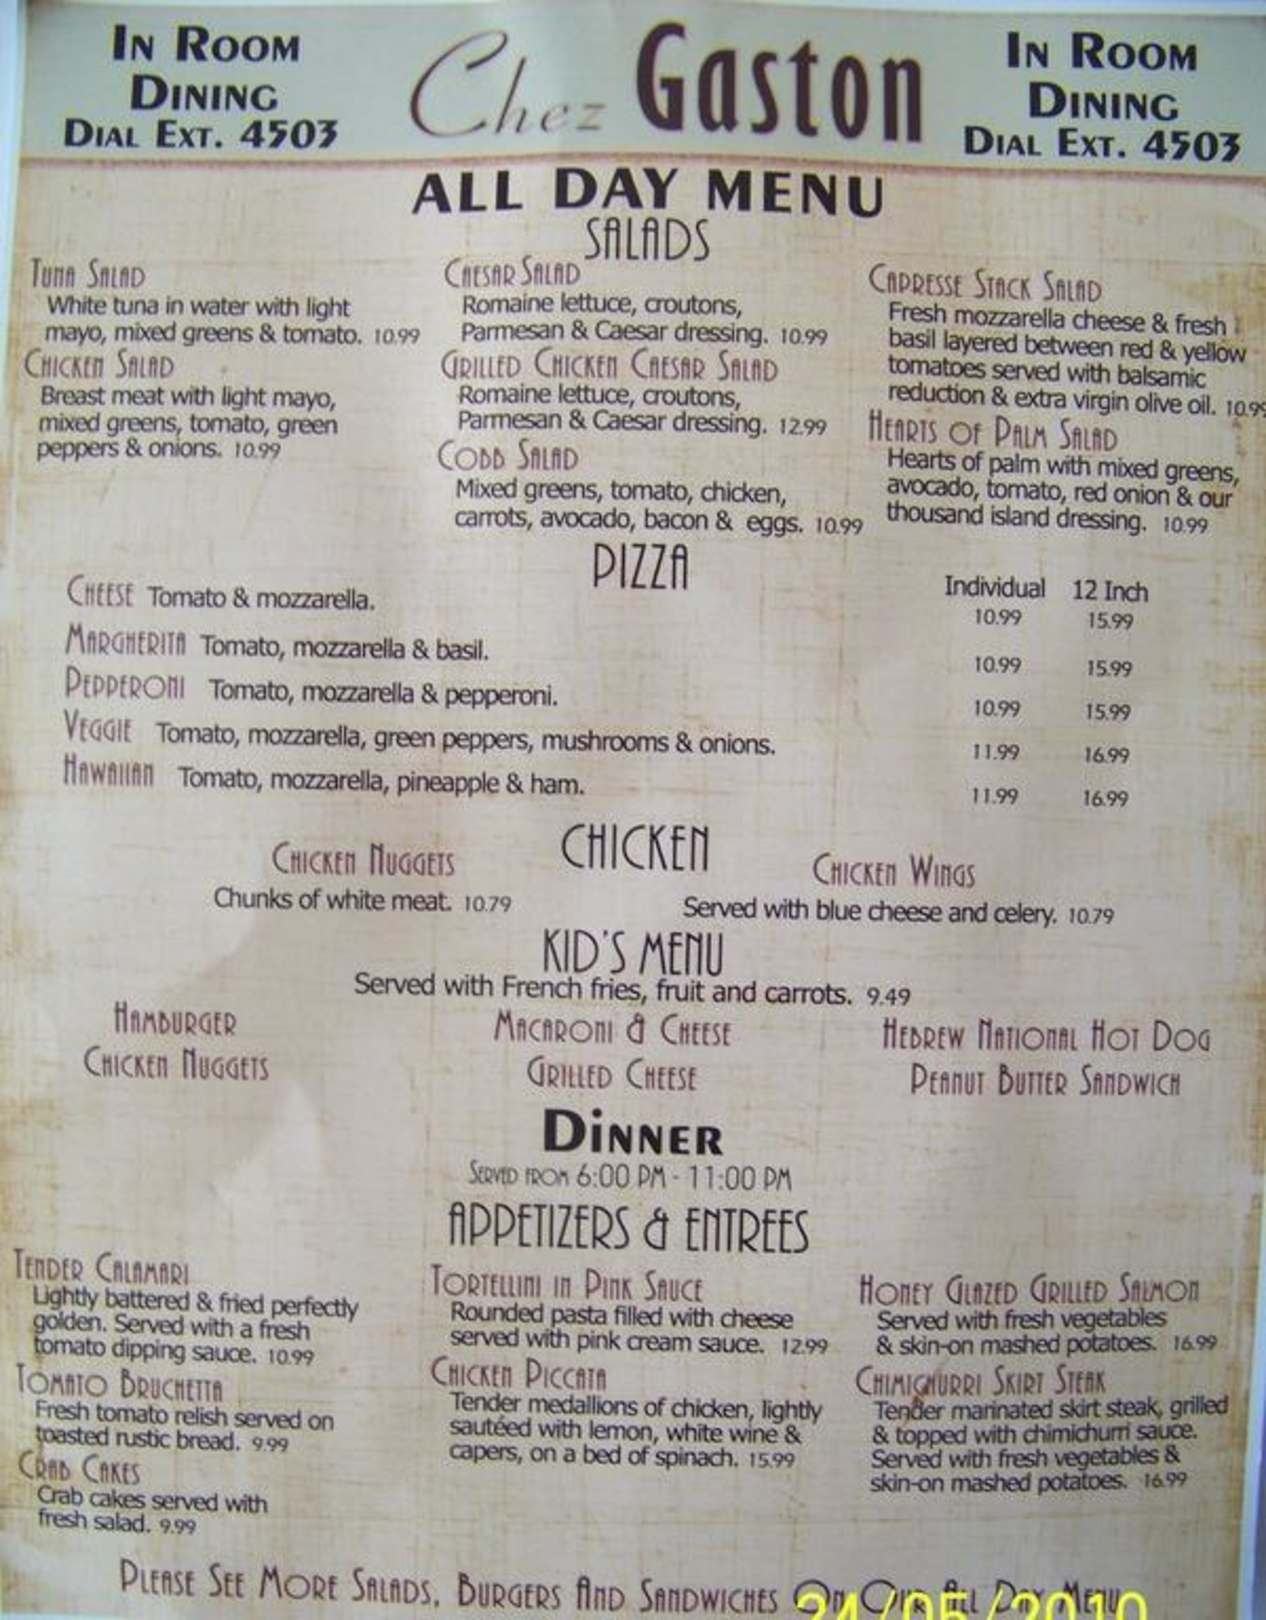 IN ROOM
DINING
DIAL EXT. 4503
Chez Gaston
IN ROOM
DINING
DIAL EXT. 4503
ALL DAY MENU
SALADS
TUNA SALAD
White tuna in water with light
mayo, mixed greens & tomato. 10.99
CHICKEN SALAD
Breast meat with light mayo,
mixed greens, tomato, green
peppers & onions. 10.99
CAESAR SALAD
Romaine lettuce, croutons,
Parmesan & Caesar dressing. 10.99
GRILLED CHICKEN CAESAR SALAD
Romaine lettuce, croutons,
Parmesan & Caesar dressing. 12.99
COBB SALAD
Mixed greens, tomato, chicken,
carrots, avocado, bacon & eggs. 10.99
CAPRESSE STACK SALAD
Fresh mozzarella cheese & fresh
basil layered between red & yellow
tomatoes served with balsamic
reduction & extra virgin olive oil. 10.99
HEARTS OF PALM SALAD
Hearts of palm with mixed greens,
avocado, tomato, red onion & our
thousand island dressing. 10.99
PIZZA
Individual 12 Inch
CHEESE Tomato & mozzarella. 10.99 15.99
MARGHERITA Tomato, mozzarella & basil. 10.99 15.99
PEPPERONI Tomato, mozzarella & pepperoni. 10.99 15.99
VEGGIE Tomato, mozzarella, green peppers, mushrooms & onions. 11.99 16.99
HAWAIIAN Tomato, mozzarella, pineapple & ham. 11.99 16.99
CHICKEN
CHICKEN NUGGETS
Chunks of white meat. 10.79
CHICKEN WINGS
Served with blue cheese and celery. 10.79
KID'S MENU
Served with French fries, fruit and carrots. 9.49
HAMBURGER
CHICKEN NUGGETS
MACARONI & CHEESE
GRILLED CHEESE
HEBREW NATIONAL HOT DOG
PEANUT BUTTER SANDWICH
DINNER
SERVED FROM 6:00 PM - 11:00 PM
APPETIZERS & ENTREES
TENDER CALAMARI
Lightly battered & fried perfectly
golden. Served with a fresh
tomato dipping sauce. 10.99
TOMATO BRUCHETTA
Fresh tomato relish served on
toasted rustic bread. 9.99
CRAB CAKES
Crab cakes served with
fresh salad. 9.99
TORTELLINI IN PINK SAUCE
Rounded pasta filled with cheese
served with pink cream sauce. 12.99
CHICKEN PICCATA
Tender medallions of chicken, lightly
sautéed with lemon, white wine &
capers, on a bed of spinach. 15.99
HONEY GLAZED GRILLED SALMON
Served with fresh vegetables
& skin-on mashed potatoes. 16.99
CHIMICHURRI SKIRT STEAK
Tender marinated skirt steak, grilled
& topped with chimichurri sauce.
Served with fresh vegetables &
skin-on mashed potatoes. 16.99
PLEASE SEE MORE SALADS, BURGERS AND SANDWICHES ON OUR ALL DAY MENU
24/05/2010